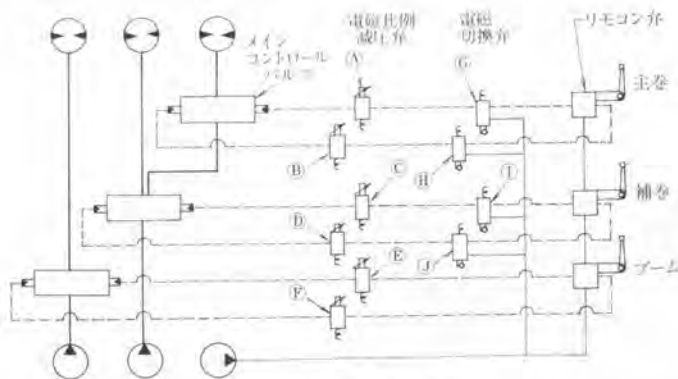 電磁比例
減圧弁
電磁
切換弁
リモコン弁
メイン
コントロール
バルブ
Ⓐ
Ⓖ
主巻
Ⓑ
Ⓗ
Ⓒ
Ⓘ
補巻
Ⓓ
Ⓔ
Ⓙ
ブーム
Ⓕ